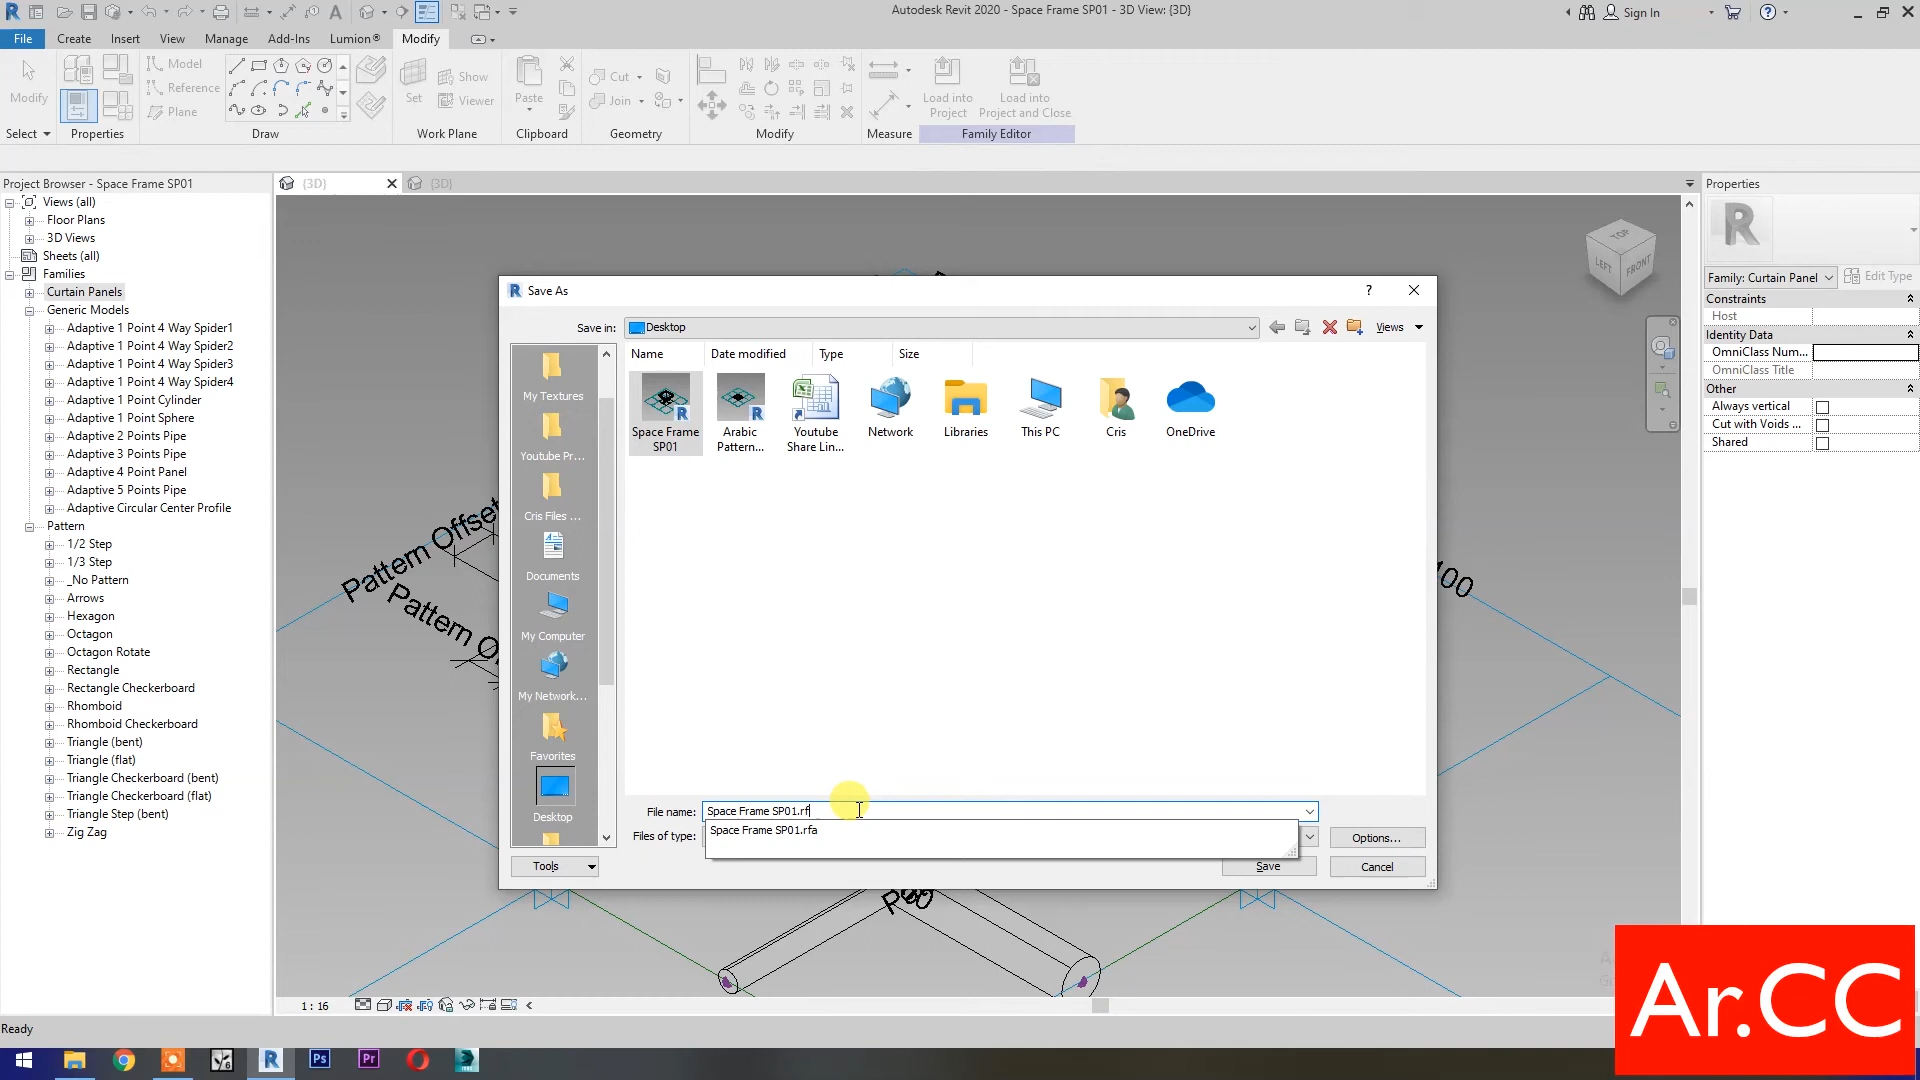 Autodesk Revit 2020 - Space Frame SP01 - 3D View: {3D}
Sign In
File Create Insert View Manage Add-Ins Lumion® Modify
Modify
Model
Reference
Plane
Set
Show
Viewer
Paste
Cut
Join
Load into
Project
Load into
Project and Close
Select Properties Draw Work Plane Clipboard Geometry Modify Measure Family Editor
Project Browser - Space Frame SP01
{3D}
{3D}
Properties
Views (all)
Floor Plans
3D Views
Sheets (all)
Families
Curtain Panels
Generic Models
Adaptive 1 Point 4 Way Spider1
Adaptive 1 Point 4 Way Spider2
Adaptive 1 Point 4 Way Spider3
Adaptive 1 Point 4 Way Spider4
Adaptive 1 Point Cylinder
Adaptive 1 Point Sphere
Adaptive 2 Points Pipe
Adaptive 3 Points Pipe
Adaptive 4 Point Panel
Adaptive 5 Points Pipe
Adaptive Circular Center Profile
Pattern
1/2 Step
1/3 Step
_No Pattern
Arrows
Hexagon
Octagon
Octagon Rotate
Rectangle
Rectangle Checkerboard
Rhomboid
Rhomboid Checkerboard
Triangle (bent)
Triangle (flat)
Triangle Checkerboard (bent)
Triangle Checkerboard (flat)
Triangle Step (bent)
Zig Zag
Pattern Offset
Pattern O
TOP
LEFT
FRONT
Save As
?
Save in:
Desktop
Views
My Textures
Youtube Pr...
Cris Files ...
Documents
My Computer
My Network...
Favorites
Desktop
Name Date modified Type Size
Space Frame
SP01
Arabic
Pattern...
Youtube
Share Lin...
Network
Libraries
This PC
Cris
OneDrive
File name:
Space Frame SP01.rf
Space Frame SP01.rfa
Files of type:
Options...
Tools
Save
Cancel
Family: Curtain Panel
Edit Type
Constraints
Host
Identity Data
OmniClass Num...
OmniClass Title
Other
Always vertical
Cut with Voids ...
Shared
1 : 16
Ready
Ps
Pr
Ar.CC